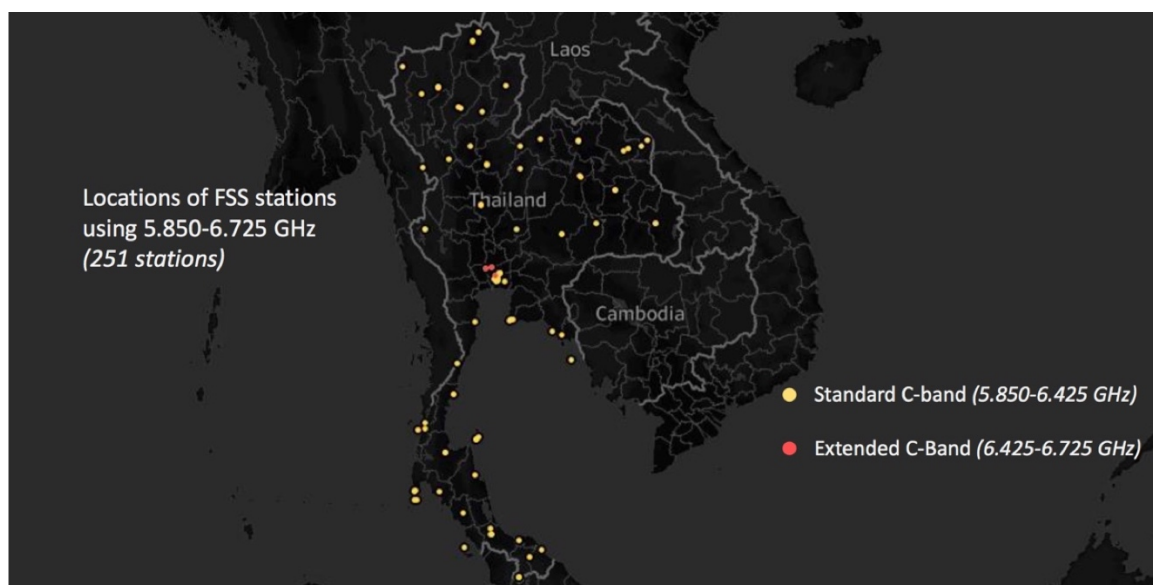 Laos
Locations of FSS stations
using 5.850-6.725 GHz
(251 stations)
Thailand
Cambodia
Standard C-band (5.850-6.425 GHz)
Extended C-Band (6.425-6.725 GHz)